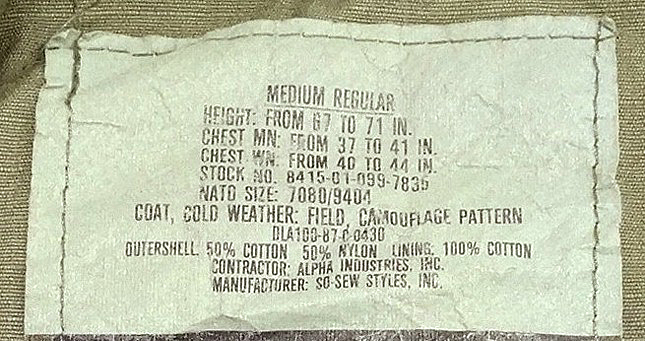 MEDIUM REGULAR
HEIGHT: FROM 67 TO 71 IN.
CHEST MN: FROM 37 TO 41 IN.
CHEST WN: FROM 40 TO 44 IN.
STOCK NO. 8415-01-099-7835
NATO SIZE: 7080/9404
COAT, COLD WEATHER: FIELD, CAMOUFLAGE PATTERN
DLA100-87-C-0430
OUTERSHELL, 50% COTTON 50% NYLON LINING, 100% COTTON
CONTRACTOR: ALPHA INDUSTRIES, INC.
MANUFACTURER: SO-SEW STYLES, INC.